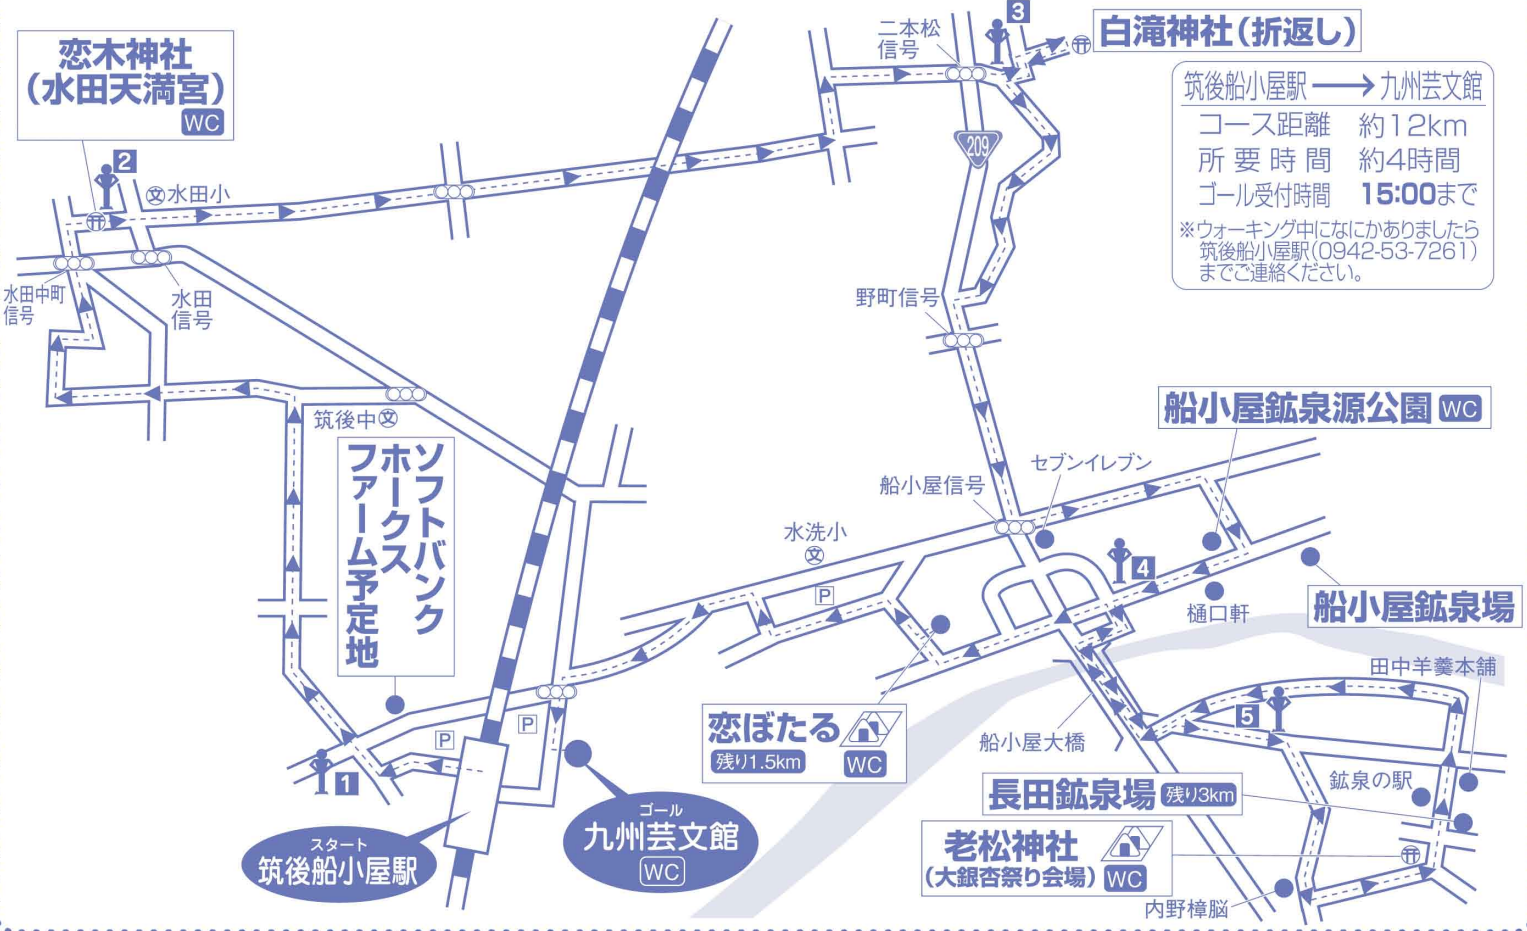 恋木神社
(水田天満宮)
WC
2
文水田小
水田中町
信号
水田
信号
筑後中文
ソフトバンク
ホークス
ファーム予定地
P
P
1
スタート
筑後船小屋駅
ゴール
九州芸文館
WC
二本松
信号
3
白滝神社(折返し)
筑後船小屋駅→九州芸文館
コース距離 約12km
所要時間 約4時間
ゴール受付時間 15:00まで
※ウォーキング中になにかありましたら
筑後船小屋駅(0942-53-7261)
までご連絡ください。
209
野町信号
船小屋鉱泉源公園 WC
セブンイレブン
船小屋信号
水洗小
文
P
4
樋口軒
船小屋鉱泉場
田中羊羹本舗
恋ぼたる
残り1.5km
WC
船小屋大橋
5
鉱泉の駅
長田鉱泉場 残り3km
老松神社
(大銀杏祭り会場) WC
内野樟脳